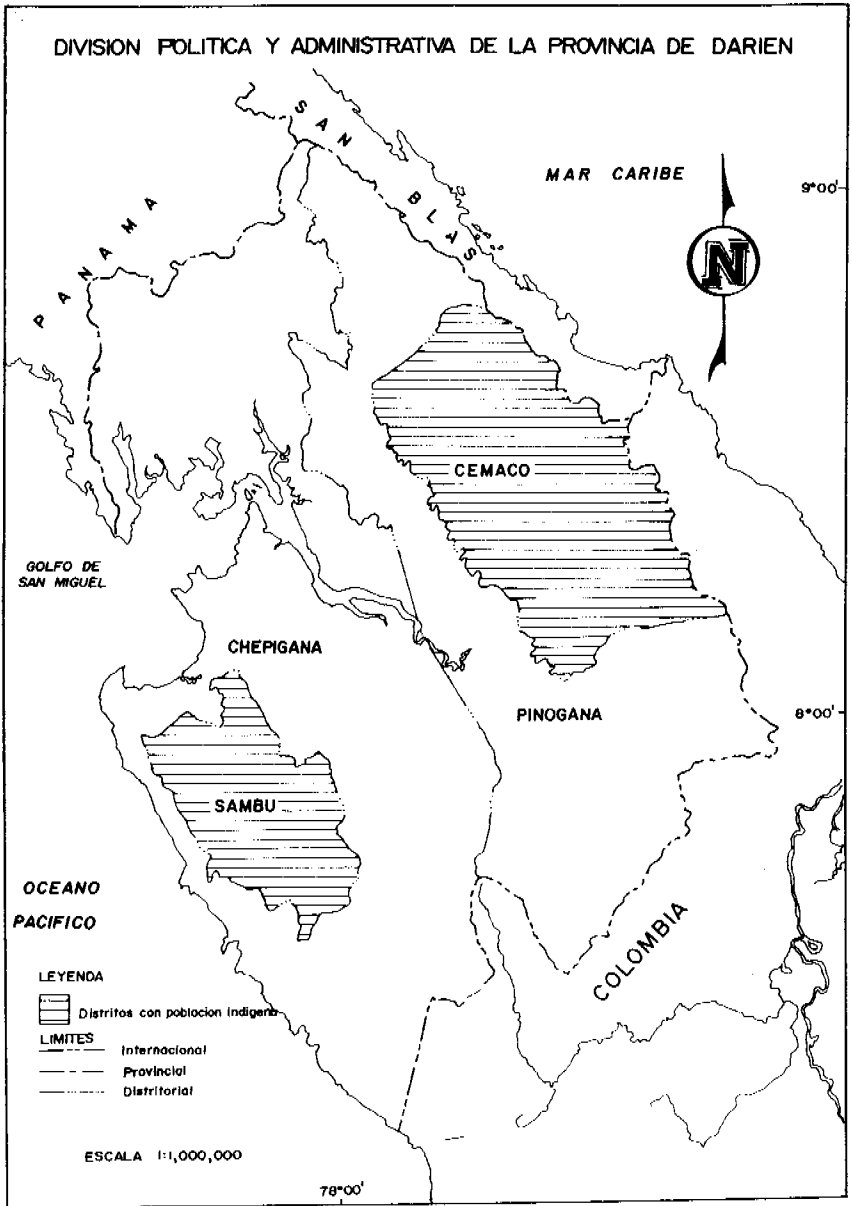 DIVISION POLITICA Y ADMINISTRATIVA DE LA PROVINCIA DE DARIEN
SAN BLAS
MAR CARIBE
9°00'
PANAMA
N
CEMACO
GOLFO DE
SAN MIGUEL
CHEPIGANA
PINOGANA
8°00'
SAMBU
OCEANO
PACIFICO
COLOMBIA
LEYENDA
Distritos con poblocion indigena
LIMITES
Internacional
Provincial
Distritorial
ESCALA 1:1,000,000
78°00'